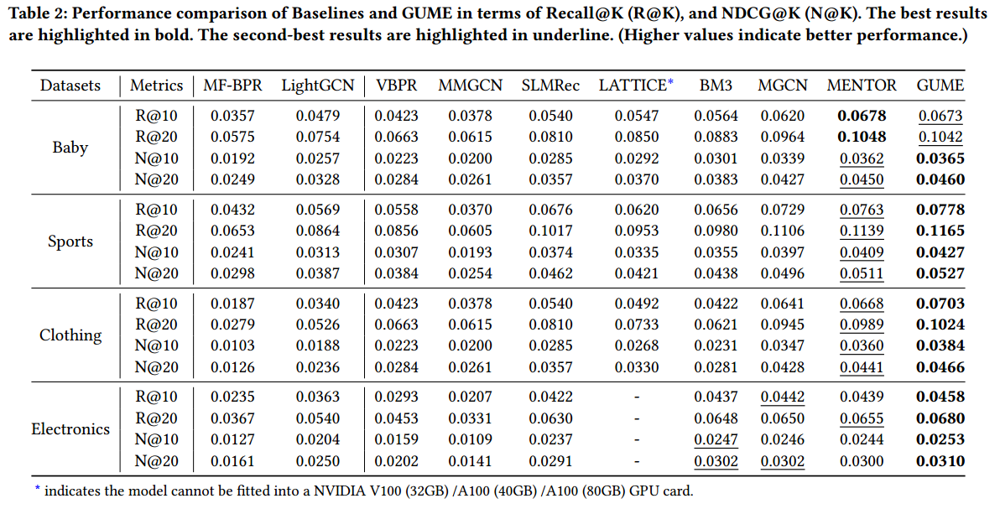 Table 2: Performance comparison of Baselines and GUME in terms of Recall@K (R@K), and NDCG@K (N@K). The best results
are highlighted in bold. The second-best results are highlighted in underline. (Higher values indicate better performance.)
Datasets Metrics MF-BPR LightGCN VBPR MMGCN SLMRec LATTICE* BM3 MGCN MENTOR GUME
R@10 0.0357 0.0479 0.0423 0.0378 0.0540 0.0547 0.0564 0.0620 0.0678 0.0673
R@20 0.0575 0.0754 0.0663 0.0615 0.0810 0.0850 0.0883 0.0964 0.1048 0.1042
Baby
N@10 0.0192 0.0257 0.0223 0.0200 0.0285 0.0292 0.0301 0.0339 0.0362 0.0365
N@20 0.0249 0.0328 0.0284 0.0261 0.0357 0.0370 0.0383 0.0427 0.0450 0.0460
R@10 0.0432 0.0569 0.0558 0.0370 0.0676 0.0620 0.0656 0.0729 0.0763 0.0778
R@20 0.0653 0.0864 0.0856 0.0605 0.1017 0.0953 0.0980 0.1106 0.1139 0.1165
Sports
N@10 0.0241 0.0313 0.0307 0.0193 0.0374 0.0335 0.0355 0.0397 0.0409 0.0427
N@20 0.0298 0.0387 0.0384 0.0254 0.0462 0.0421 0.0438 0.0496 0.0511 0.0527
R@10 0.0187 0.0340 0.0423 0.0378 0.0540 0.0492 0.0422 0.0641 0.0668 0.0703
R@20 0.0279 0.0526 0.0663 0.0615 0.0810 0.0733 0.0621 0.0945 0.0989 0.1024
Clothing
N@10 0.0103 0.0188 0.0223 0.0200 0.0285 0.0268 0.0231 0.0347 0.0360 0.0384
N@20 0.0126 0.0236 0.0284 0.0261 0.0357 0.0330 0.0281 0.0428 0.0441 0.0466
R@10 0.0235 0.0363 0.0293 0.0207 0.0422 - 0.0437 0.0442 0.0439 0.0458
R@20 0.0367 0.0540 0.0453 0.0331 0.0630 - 0.0648 0.0650 0.0655 0.0680
Electronics
N@10 0.0127 0.0204 0.0159 0.0109 0.0237 - 0.0247 0.0246 0.0244 0.0253
N@20 0.0161 0.0250 0.0202 0.0141 0.0291 - 0.0302 0.0302 0.0300 0.0310
* indicates the model cannot be fitted into a NVIDIA V100 (32GB) /A100 (40GB) /A100 (80GB) GPU card.